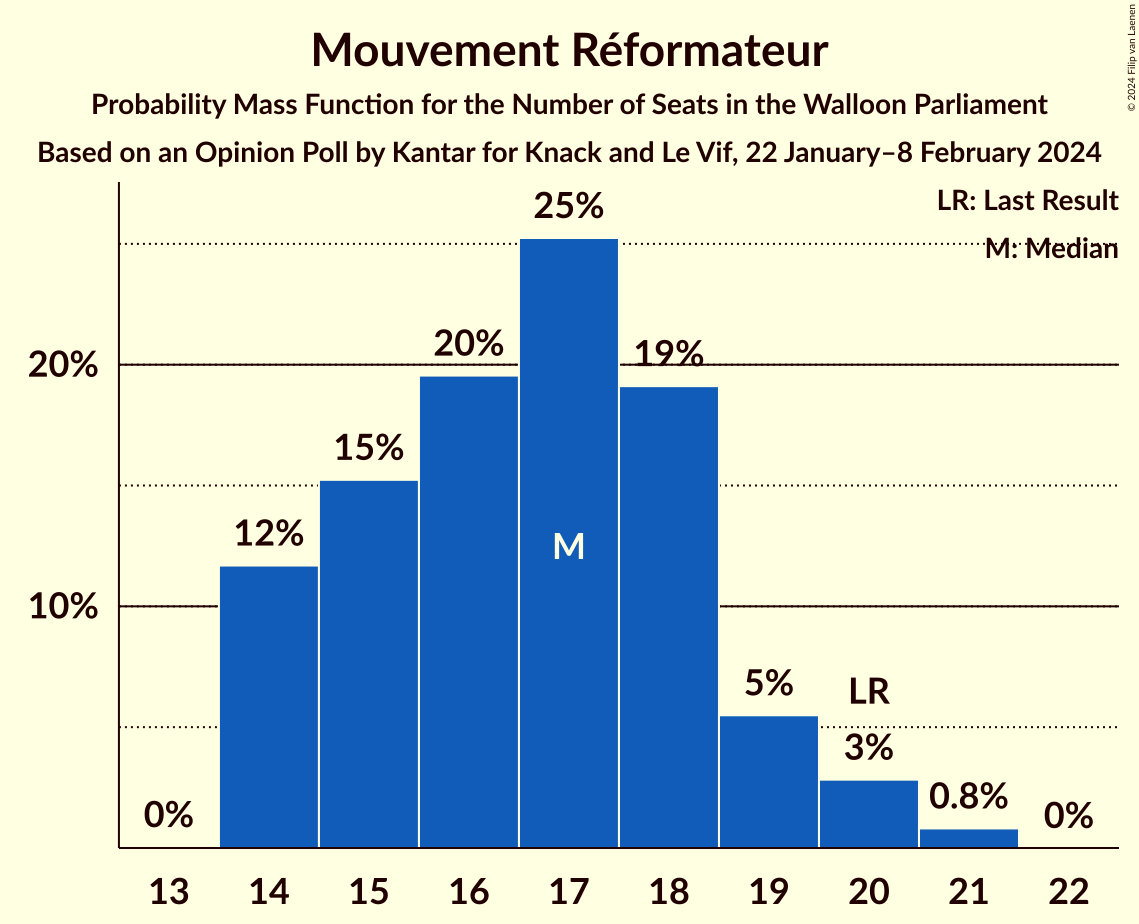 Mouvement Réformateur
Probability Mass Function for the Number of Seats in the Walloon Parliament
Based on an Opinion Poll by Kantar for Knack and Le Vif, 22 January–8 February 2024
© 2024 Filip van Laenen
LR: Last Result
M: Median
25%
20%
19%
20%
15%
12%
M
10%
5%
LR
3%
0.8%
0%
0%
13 14 15 16 17 18 19 20 21 22